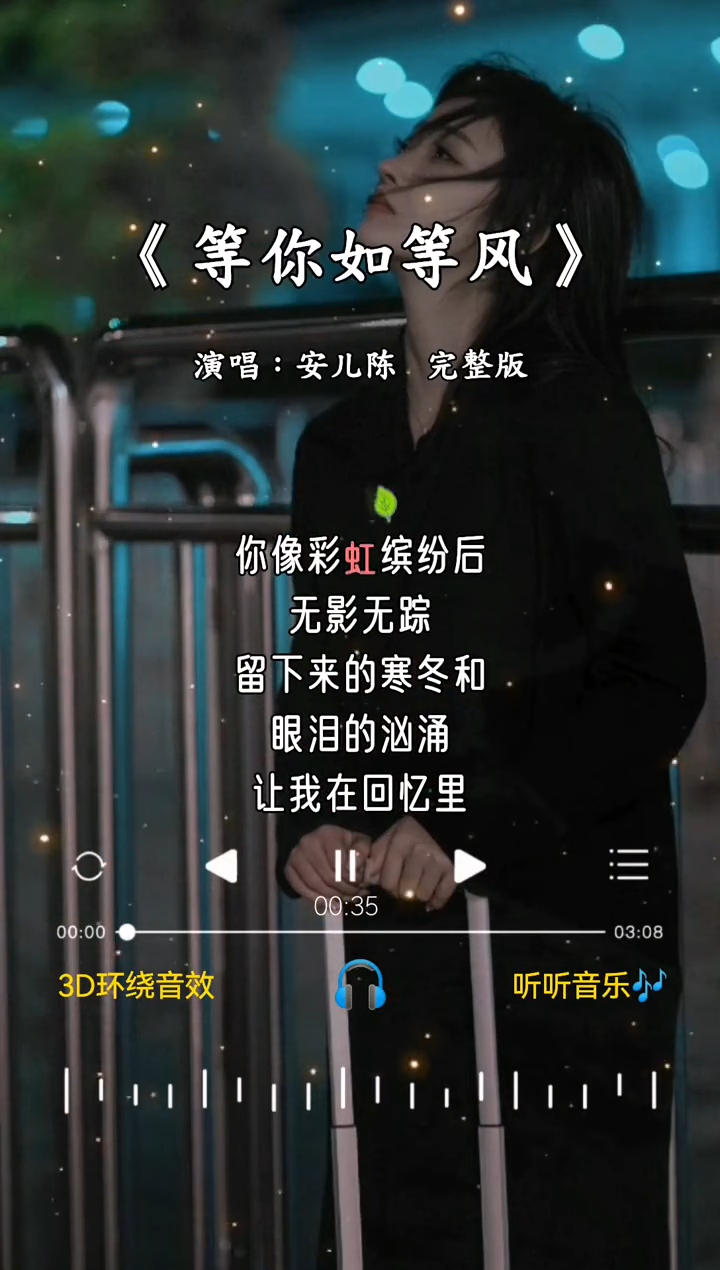 《等你如等风》
演唱：安儿陈 完整版
你像彩虹缤纷后
无影无踪
留下来的寒冬和
眼泪的汹涌
让我在回忆里
00:35
00:00 03:08
3D环绕音效 听听音乐